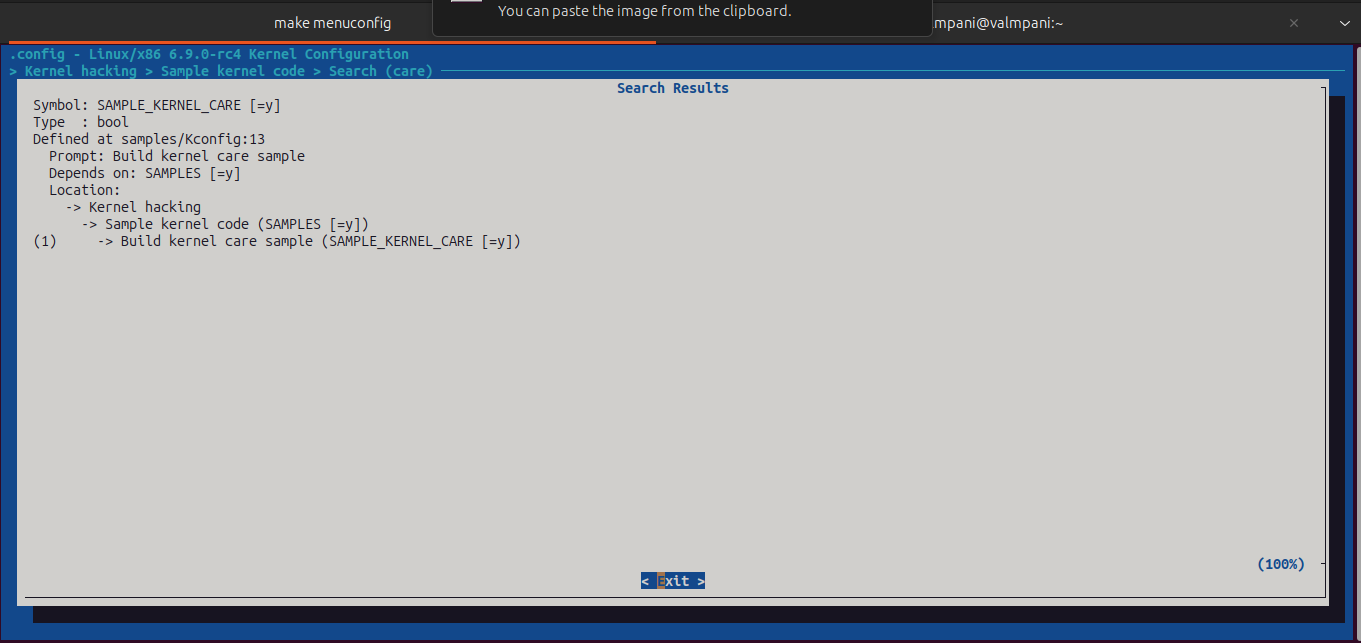 You can paste the image from the clipboard.
make menuconfig
mpani@valmpani:~
.config - Linux/x86 6.9.0-rc4 Kernel Configuration
> Kernel hacking > Sample kernel code > Search (care)
Search Results
Symbol: SAMPLE_KERNEL_CARE [=y]
Type  : bool
Defined at samples/Kconfig:13
  Prompt: Build kernel care sample
  Depends on: SAMPLES [=y]
  Location:
    -> Kernel hacking
      -> Sample kernel code (SAMPLES [=y])
(1)     -> Build kernel care sample (SAMPLE_KERNEL_CARE [=y])
(100%)
< Exit >